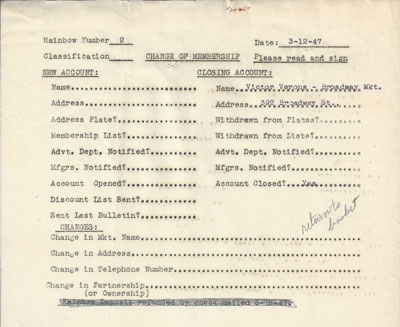 Rainbow Number 2 Date: 3-12-47
Classification CHANGE OF MEMBERSHIP Please read and sign
NEW ACCOUNT: CLOSING ACCOUNT:
Name................ Name...Victor Verona - Broadway Mkt.
Address................ Address...392 Broadway St...
Address Plate?................ Withdrawn from Plates?................
Membership List?................ Withdrawn from Lists?................
Advt. Dept. Notified?................ Advt. Dept. Notified?................
Mfgrs. Notified?................ Mfgrs. Notified?................
Account Opened?................ Account Closed?...Yes................
Discount List Sent?................
Sent Last Bulletin?................
return to
basket
CHANGES:
Change in Mkt. Name................
Change in Address................
Change in Telephone Number................
Change in Partnership................
(or Ownership)
Rainbow Deposit refunded by check mailed